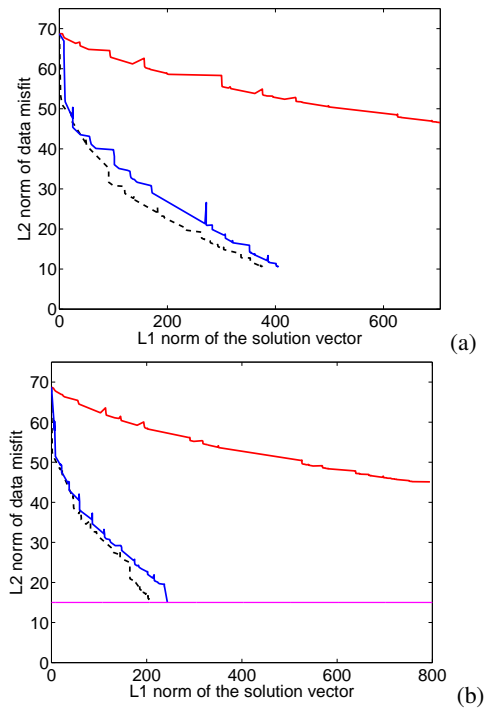 70
60
50
40
30
20
10
0
L2 norm of data misfit
0 200 400 600
L1 norm of the solution vector
(a)
70
60
50
40
30
20
10
0
L2 norm of data misfit
0 200 400 600 800
L1 norm of the solution vector
(b)